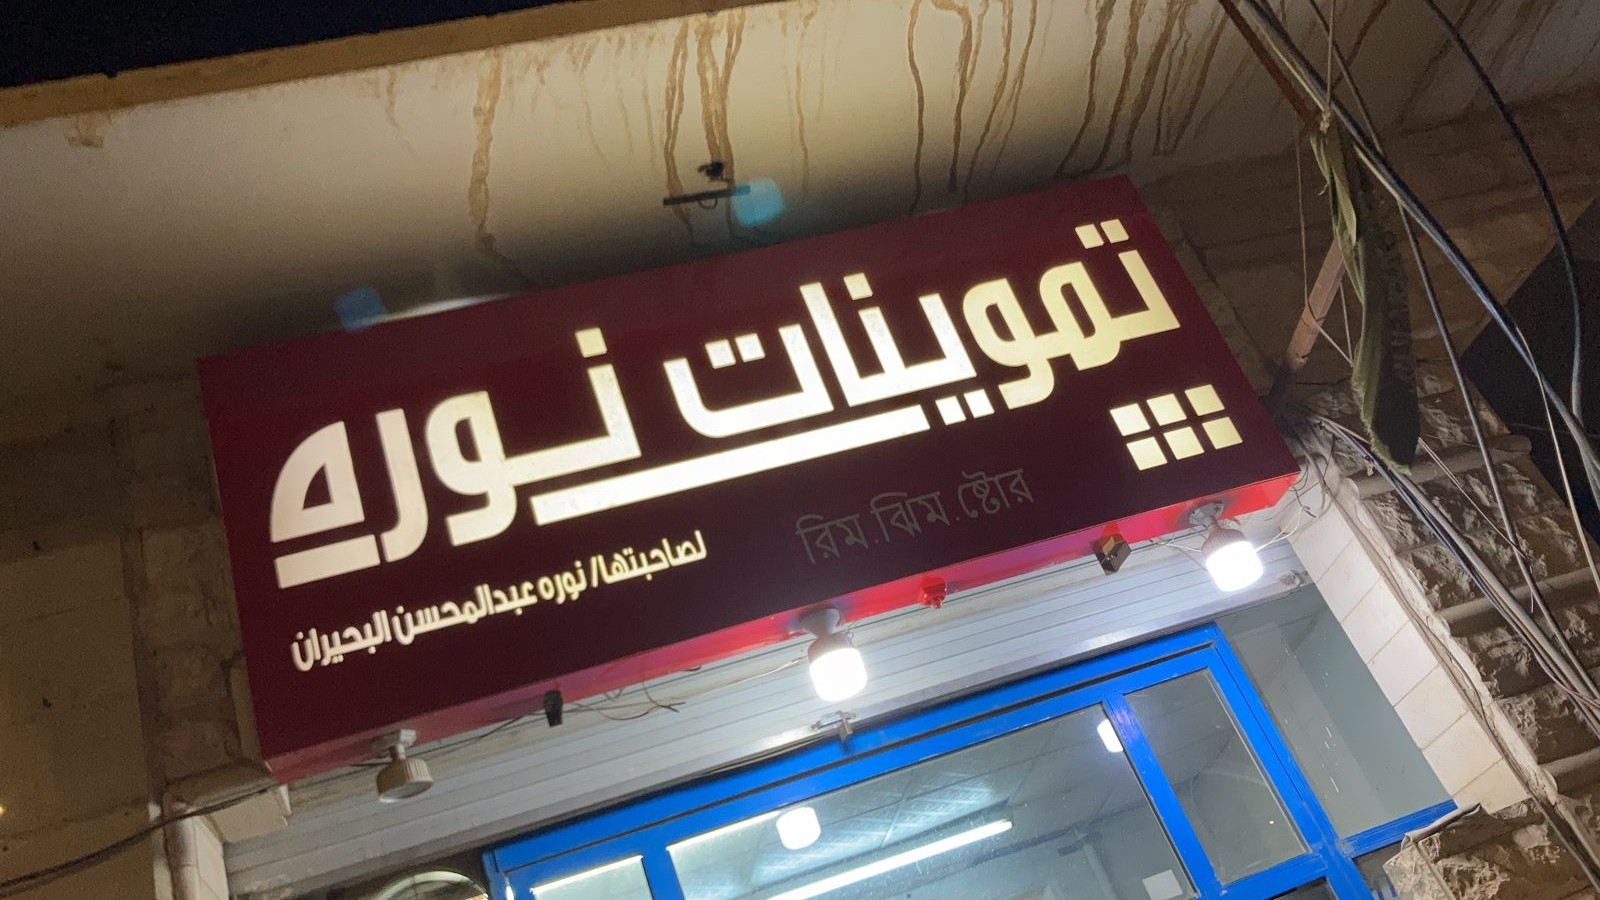 تموينات نوره
রিম.ঝিম.ষ্টোর
لصاحبتها/ نوره عبدالمحسن البحيران